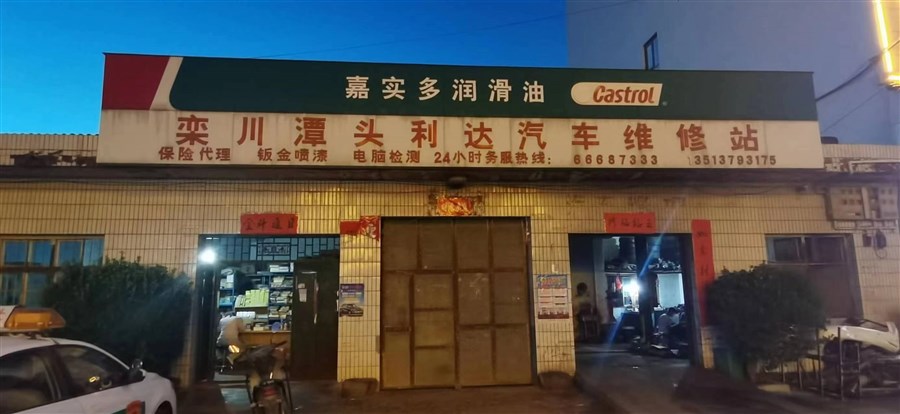 嘉实多润滑油 Castrol
栾川潭头利达汽车维修站
保险代理 钣金喷漆 电脑检测 24小时务服热线: 66687333 13513793175